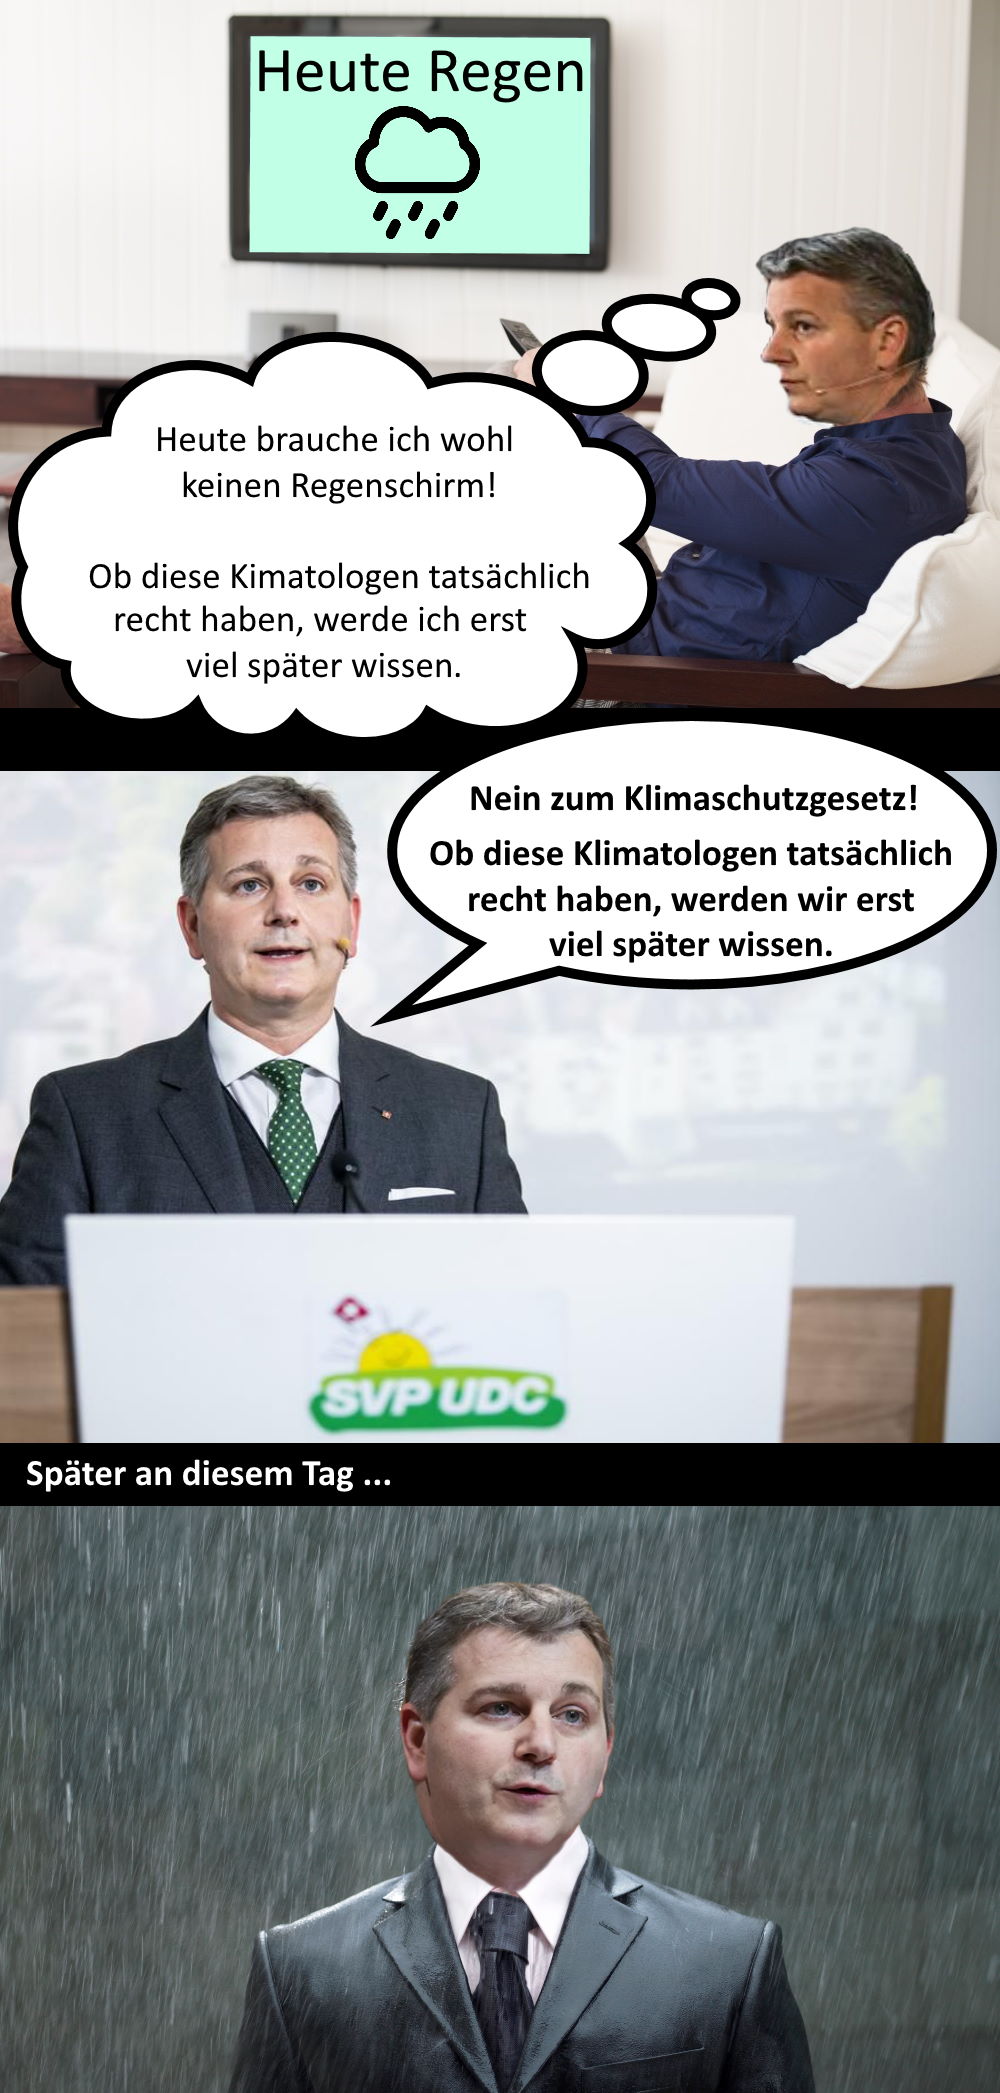 Heute Regen
Heute brauche ich wohl
keinen Regenschirm!
Ob diese Kimatologen tatsächlich
recht haben, werde ich erst
viel später wissen.
Nein zum Klimaschutzgesetz!
Ob diese Klimatologen tatsächlich
recht haben, werden wir erst
viel später wissen.
SVP UDC
Später an diesem Tag ...